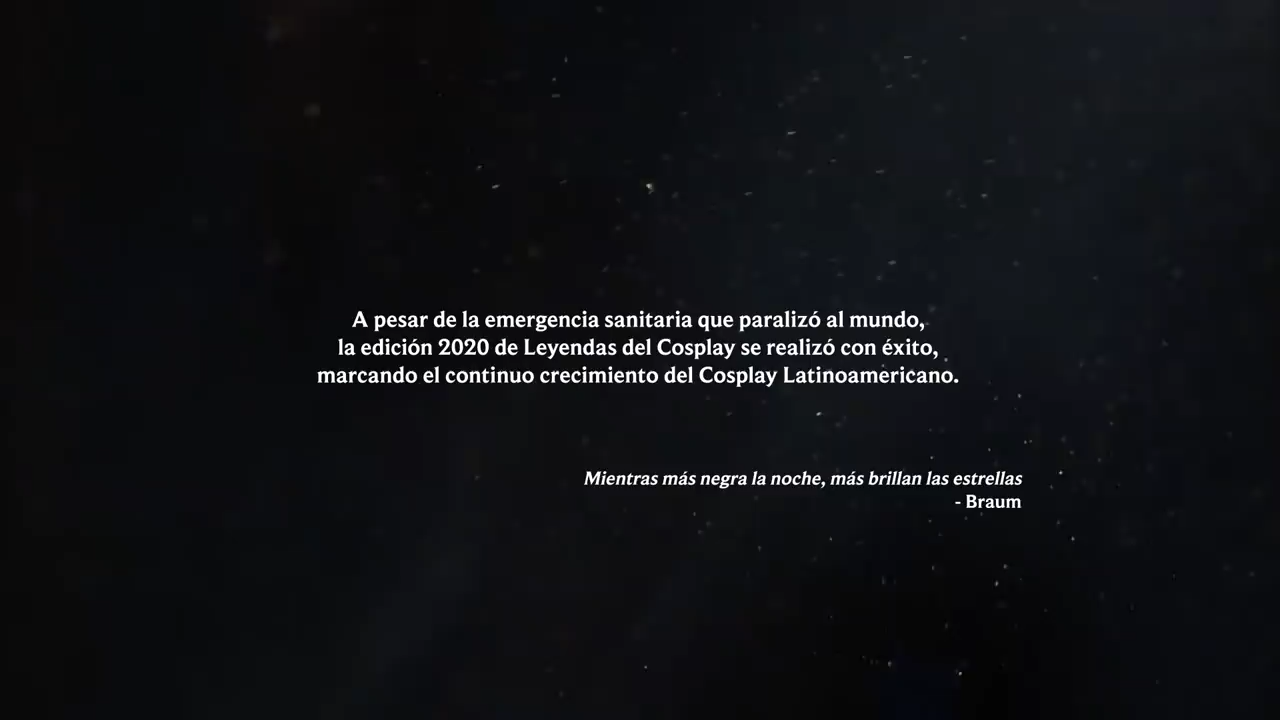 A pesar de la emergencia sanitaria que paralizó al mundo,
la edición 2020 de Leyendas del Cosplay se realizó con éxito,
marcando el continuo crecimiento del Cosplay Latinoamericano.
Mientras más negra la noche, más brillan las estrellas
- Braum